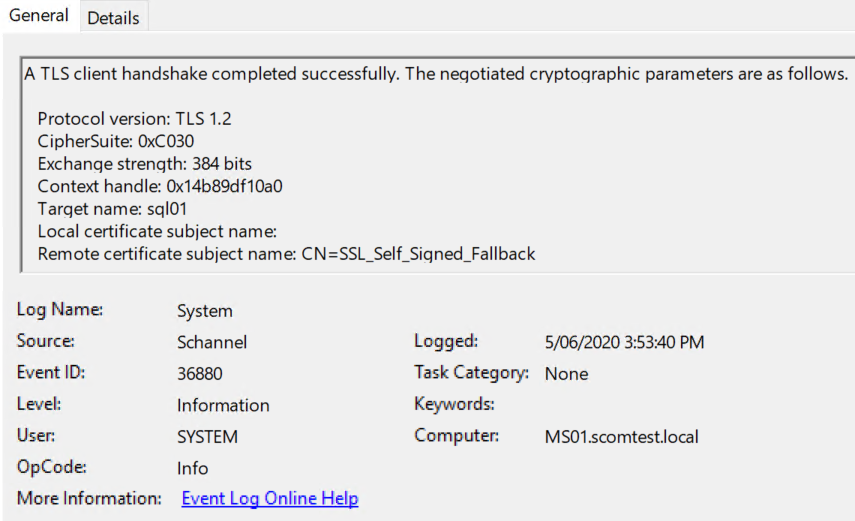 General Details
A TLS client handshake completed successfully. The negotiated cryptographic parameters are as follows.
Protocol version: TLS 1.2
CipherSuite: 0xC030
Exchange strength: 384 bits
Context handle: 0x14b89df10a0
Target name: sql01
Local certificate subject name:
Remote certificate subject name: CN=SSL_Self_Signed_Fallback
Log Name: System
Source: Schannel Logged: 5/06/2020 3:53:40 PM
Event ID: 36880 Task Category: None
Level: Information Keywords:
User: SYSTEM Computer: MS01.scomtest.local
OpCode: Info
More Information: Event Log Online Help